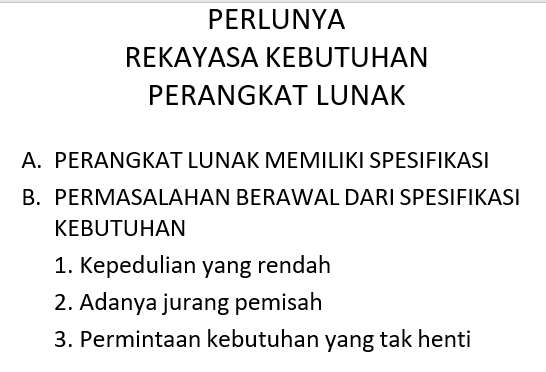 PERLUNYA
REKAYASA KEBUTUHAN
PERANGKAT LUNAK
A. PERANGKAT LUNAK MEMILIKI SPESIFIKASI
B. PERMASALAHAN BERAWAL DARI SPESIFIKASI
KEBUTUHAN
1. Kepedulian yang rendah
2. Adanya jurang pemisah
3. Permintaan kebutuhan yang tak henti